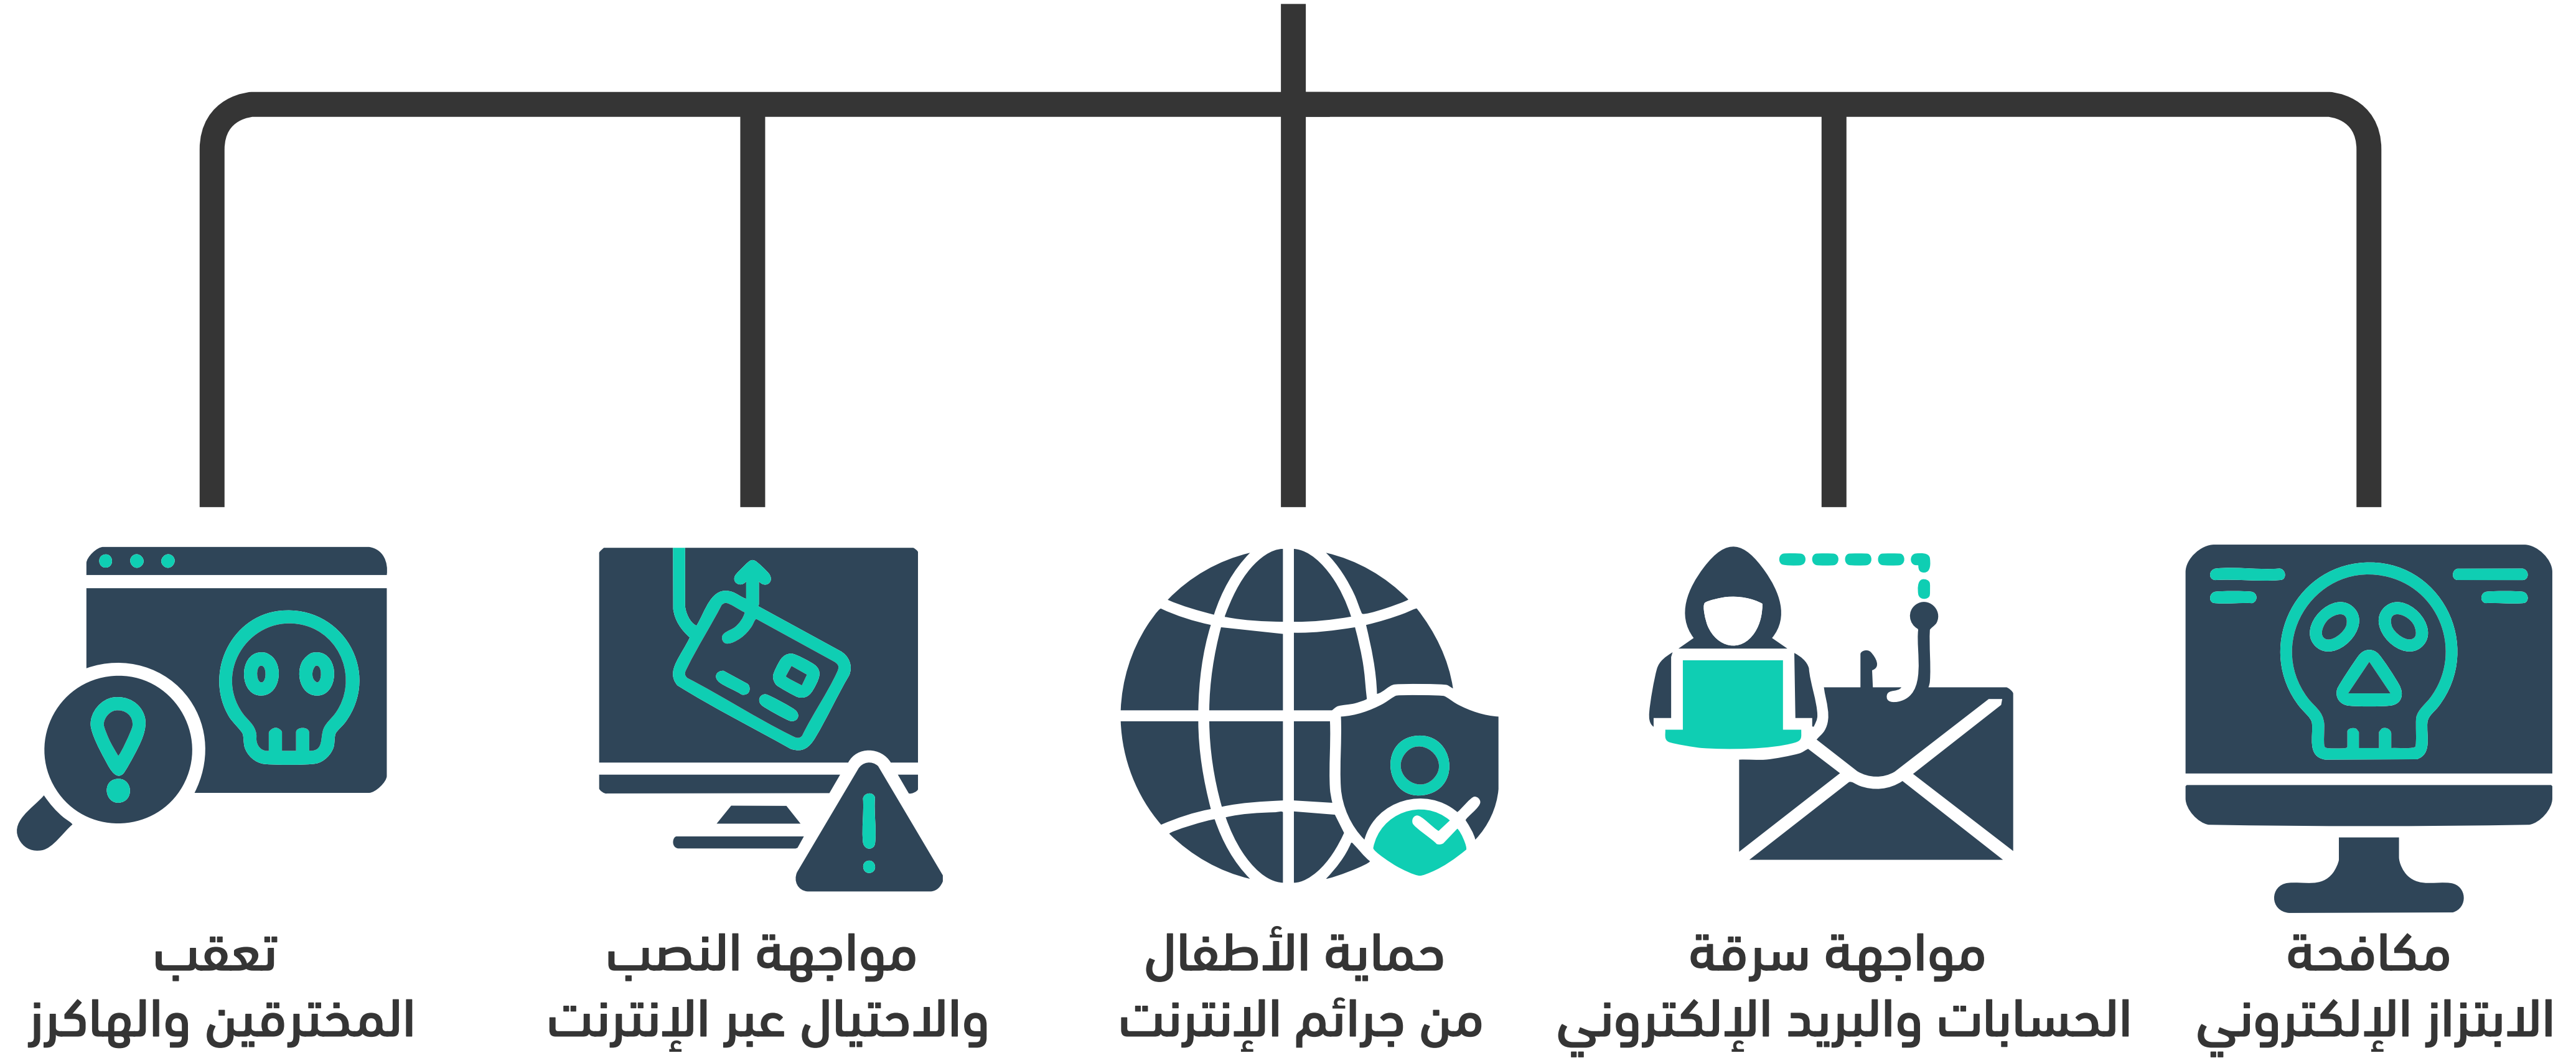 مكافحة
الابتزاز الإلكتروني
مواجهة سرقة
الحسابات والبريد الإلكتروني
حماية الأطفال
من جرائم الإنترنت
مواجهة النصب
والاحتيال عبر الإنترنت
تعقب
المخترقين والهاكرز